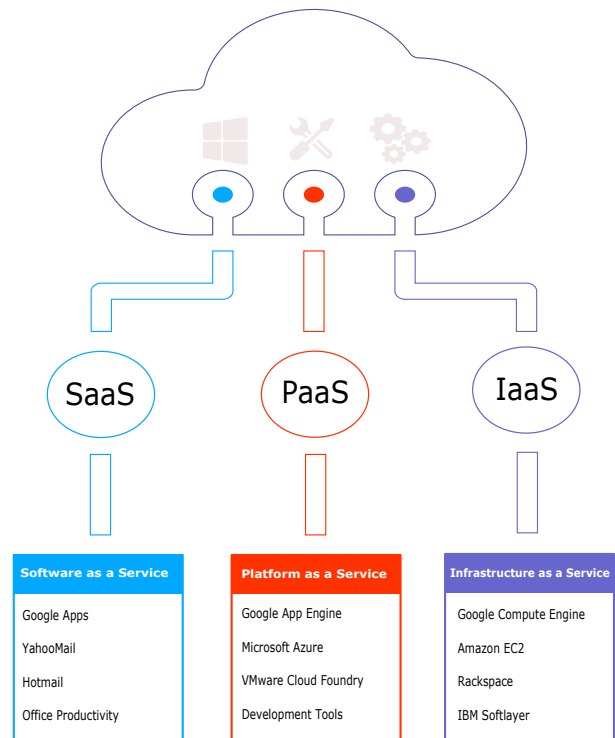 SaaS
PaaS
IaaS
Software as a Service
Google Apps
YahooMail
Hotmail
Office Productivity
Platform as a Service
Google App Engine
Microsoft Azure
VMware Cloud Foundry
Development Tools
Infrastructure as a Service
Google Compute Engine
Amazon EC2
Rackspace
IBM Softlayer